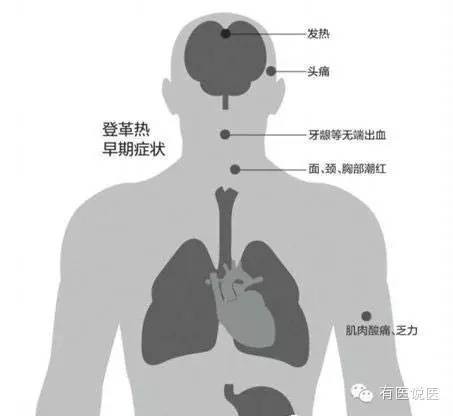 发热
头痛
登革热
早期症状
牙龈等无端出血
面、颈、胸部潮红
肌肉酸痛、乏力
有医说医